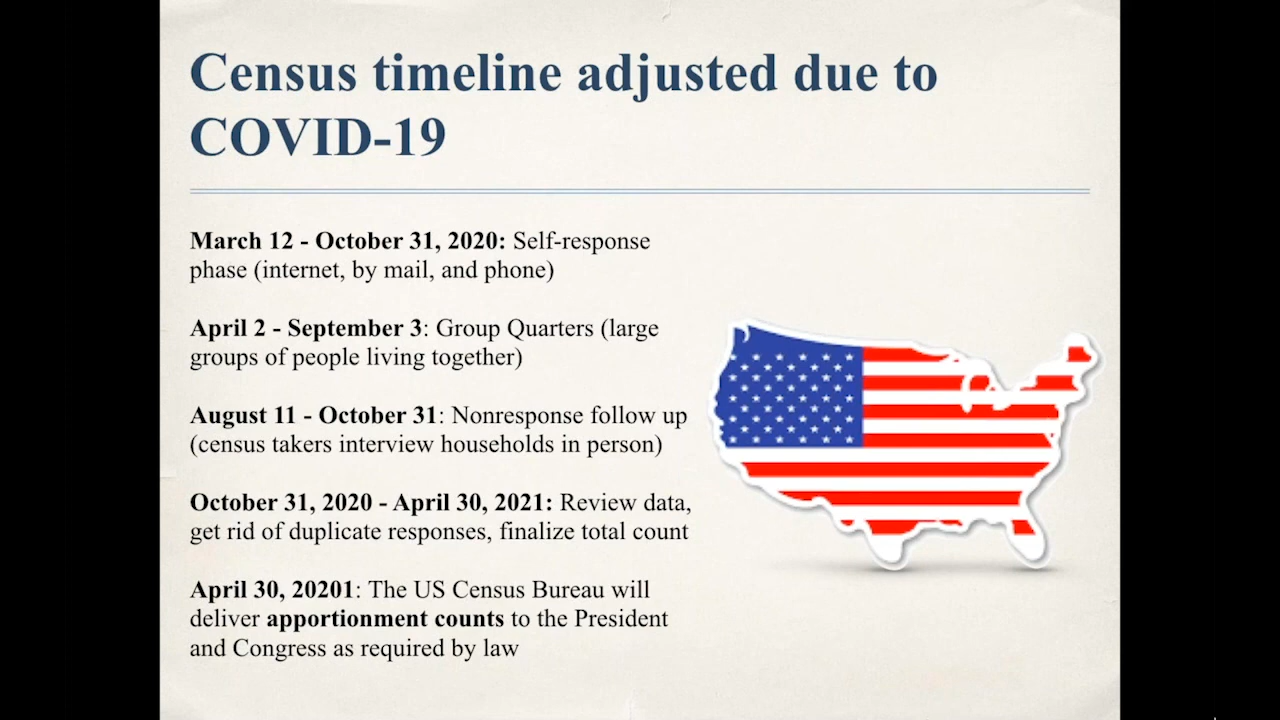 Census timeline adjusted due to
COVID-19
March 12 - October 31, 2020: Self-response
phase (internet, by mail, and phone)
April 2 - September 3: Group Quarters (large
groups of people living together)
August 11 - October 31: Nonresponse follow up
(census takers interview households in person)
October 31, 2020 - April 30, 2021: Review data,
get rid of duplicate responses, finalize total count
April 30, 20201: The US Census Bureau will
deliver apportionment counts to the President
and Congress as required by law